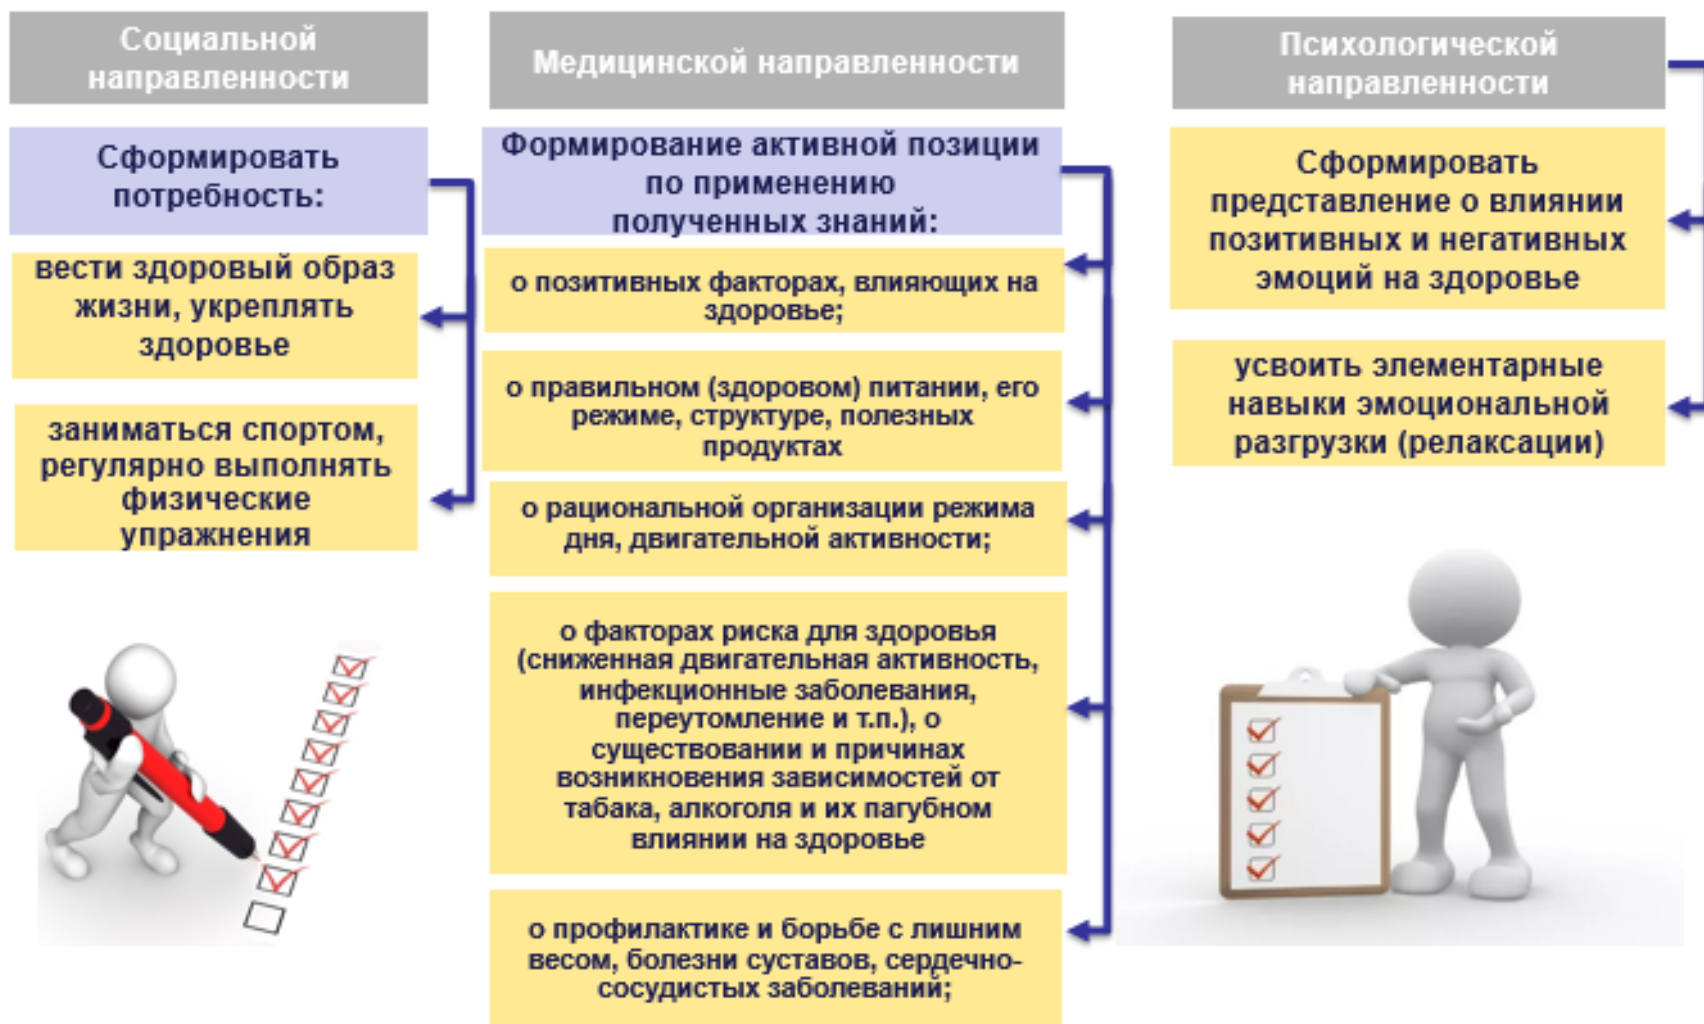 Социальной
направленности
Сформировать
потребность:
вести здоровый образ
жизни, укреплять
здоровье
заниматься спортом,
регулярно выполнять
физические
упражнения
Медицинской направленности
Формирование активной позиции
по применению
полученных знаний:
о позитивных факторах, влияющих на
здоровье;
о правильном (здоровом) питании, его
режиме, структуре, полезных
продуктах
о рациональной организации режима
дня, двигательной активности;
о факторах риска для здоровья
(сниженная двигательная активность,
инфекционные заболевания,
переутомление и т.п.), о
существовании и причинах
возникновения зависимостей от
табака, алкоголя и их пагубном
влиянии на здоровье
о профилактике и борьбе с лишним
весом, болезни суставов, сердечно-
сосудистых заболеваний;
Психологической
направленности
Сформировать
представление о влиянии
позитивных и негативных
эмоций на здоровье
усвоить элементарные
навыки эмоциональной
разгрузки (релаксации)